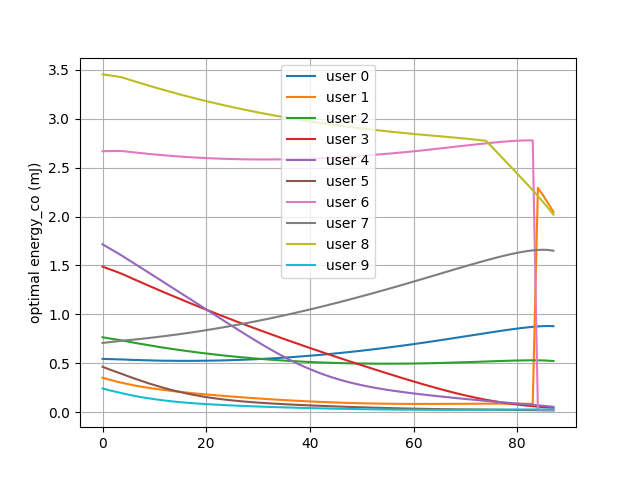 3.5
3.0
2.5
2.0
1.5
1.0
0.5
0.0
optimal energy_co (mJ)
user 0
user 1
user 2
user 3
user 4
user 5
user 6
user 7
user 8
user 9
0 20 40 60 80